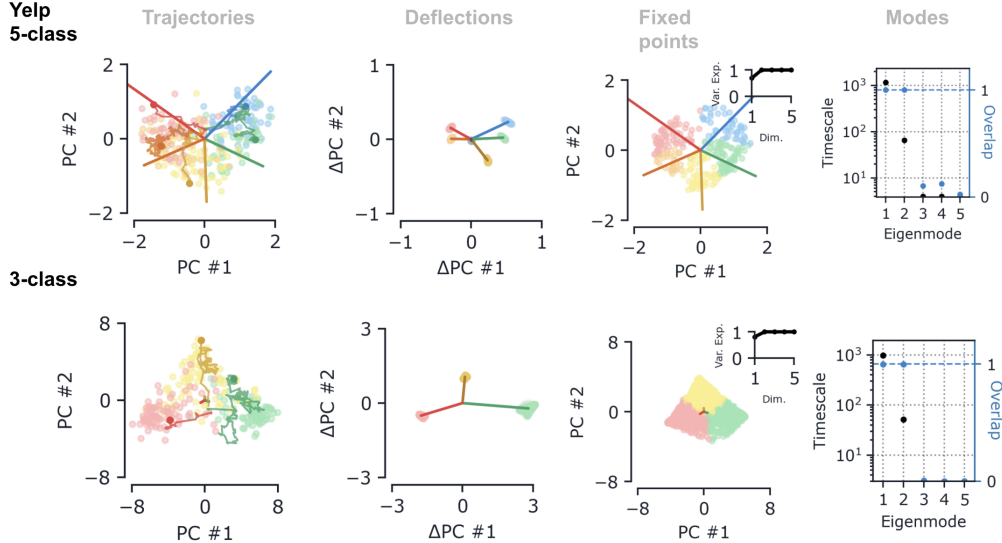 Yelp
5-class
Trajectories
Deflections
Fixed
points
Modes
PC #2
2
0
−2
−2
0
2
PC #1
ΔPC #2
1
0
−1
−1
0
1
ΔPC #1
PC #2
2
0
−2
−2
0
2
PC #1
Var. Exp.
1
0
1
5
Dim.
Timescale
10³
10²
10¹
1
0
Overlap
1 2 3 4 5
Eigenmode
3-class
PC #2
8
0
−8
−8
0
8
PC #1
ΔPC #2
3
0
−3
−3
0
3
ΔPC #1
PC #2
8
0
−8
−8
0
8
PC #1
Var. Exp.
1
0
1
5
Dim.
Timescale
10³
10²
10¹
1
0
Overlap
1 2 3 4 5
Eigenmode